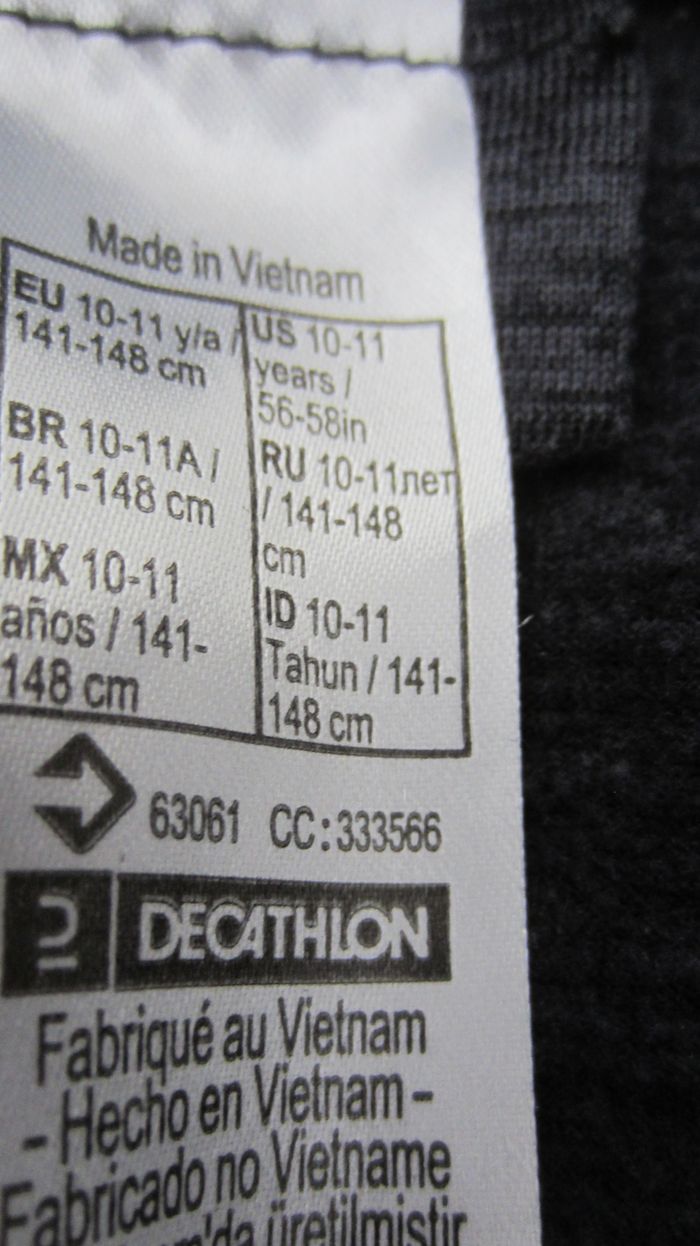 Made in Vietnam
EU 10-11 y/a /
141-148 cm
BR 10-11A /
141-148 cm
MX 10-11
años / 141-
148 cm
US 10-11
years /
56-58in
RU 10-11лет
/ 141-148
cm
ID 10-11
Tahun / 141-
148 cm
63061 CC:333566
DECATHLON
Fabriqué au Vietnam
- Hecho en Vietnam -
Fabricado no Vietname
üretilmistir